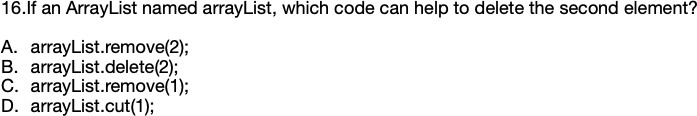 16.If an ArrayList named arrayList, which code can help to delete the second element?
A. arrayList.remove(2);
B. arrayList.delete(2);
C. arrayList.remove(1);
D. arrayList.cut(1);